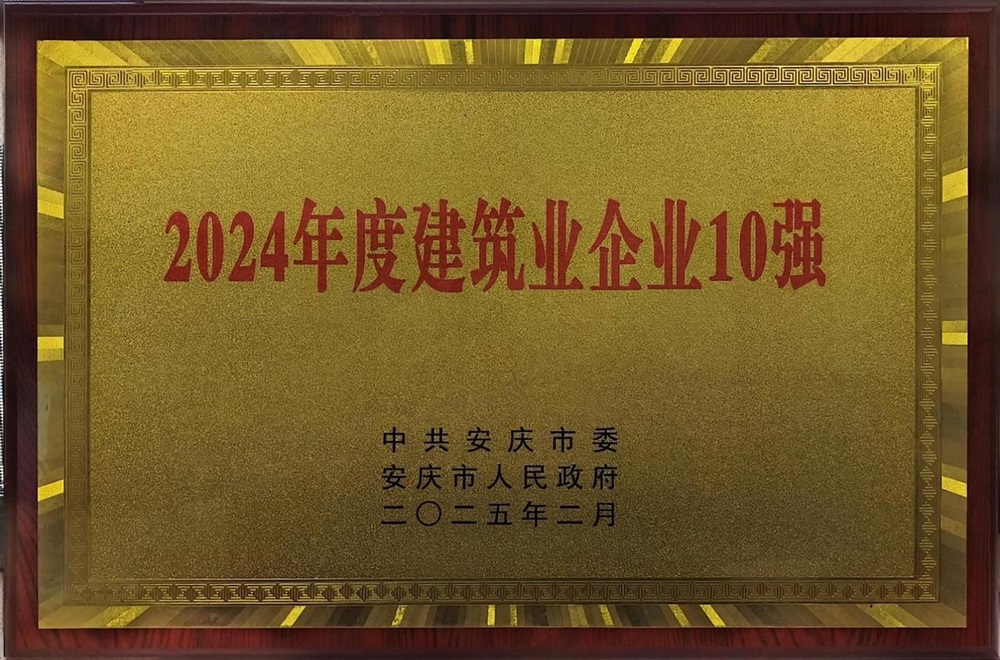 2024年度建筑业企业10强
中共安庆市委
安庆市人民政府
二〇二五年二月